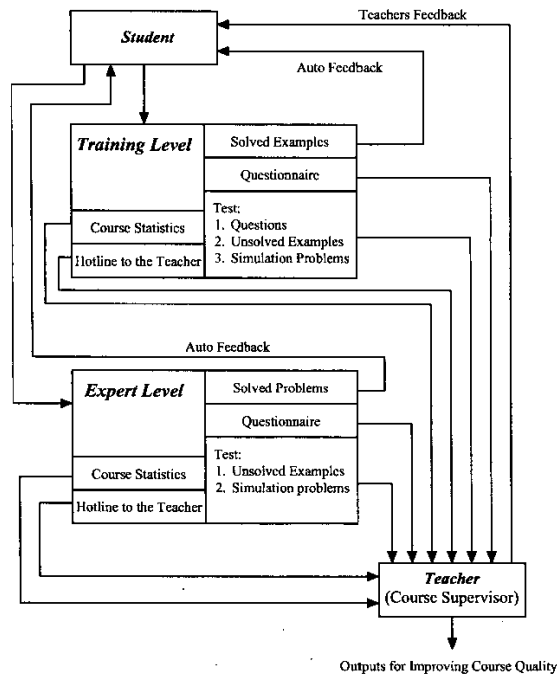 Teachers Feedback
Student
Auto Feedback
Training Level
Solved Examples
Questionnaire
Test:
1. Questions
2. Unsolved Examples
3. Simulation Problems
Course Statistics
Hotline to the Teacher
Auto Feedback
Expert Level
Solved Problems
Questionnaire
Test:
1. Unsolved Examples
2. Simulation problems
Course Statistics
Hotline to the Teacher
Teacher
(Course Supervisor)
Outputs for Improving Course Quality